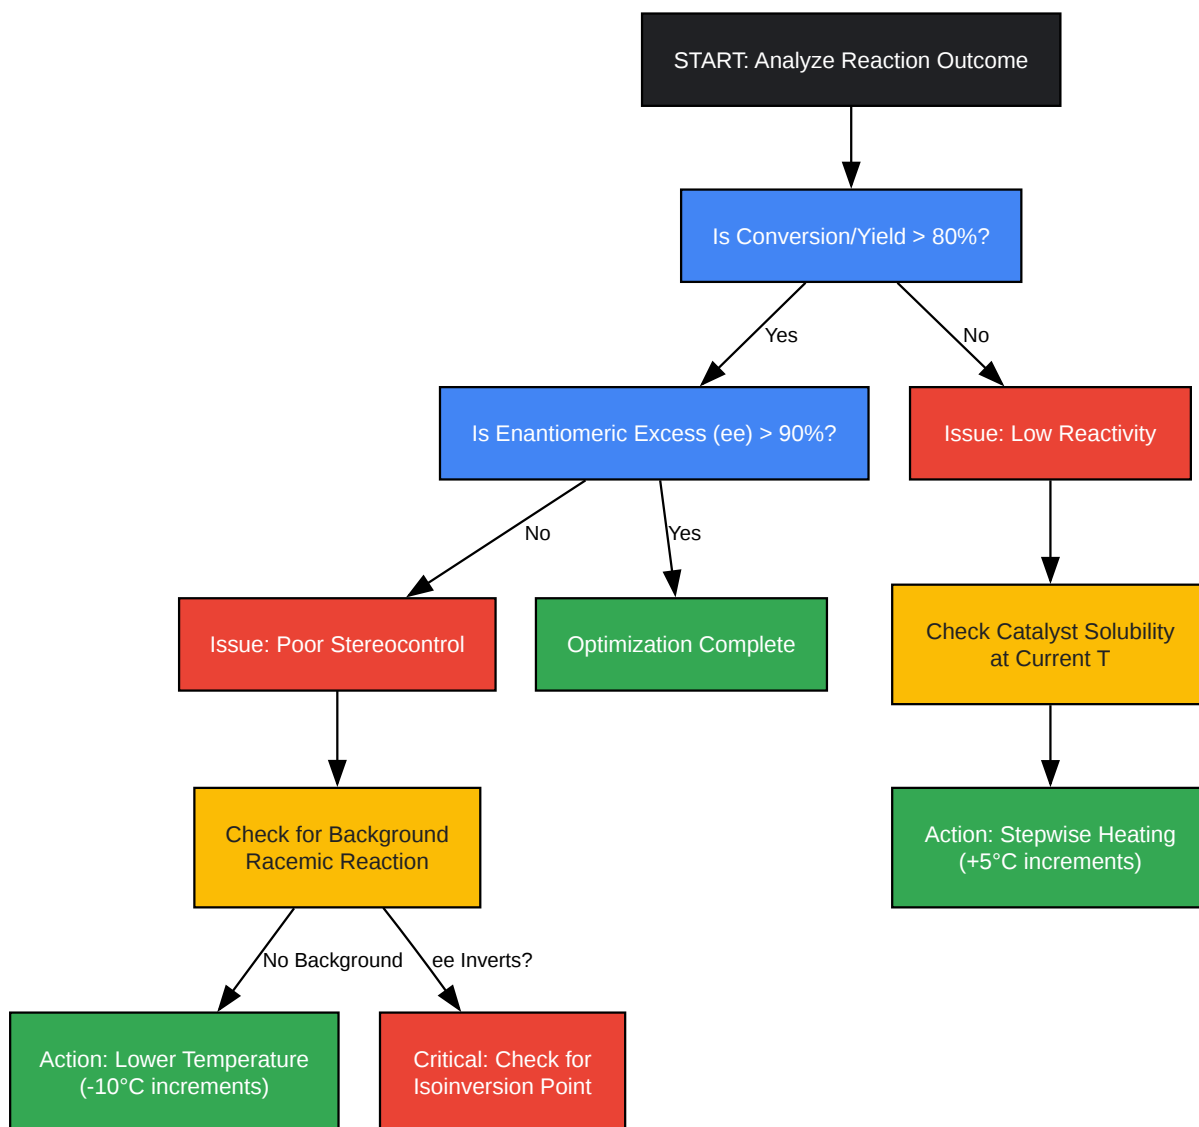 START: Analyze Reaction Outcome
Is Conversion/Yield > 80%?
Yes
No
Is Enantiomeric Excess (ee) > 90%?
Issue: Low Reactivity
No
Yes
Issue: Poor Stereocontrol
Optimization Complete
Check Catalyst Solubility
at Current T
Check for Background
Racemic Reaction
Action: Stepwise Heating
(+5°C increments)
No Background
ee Inverts?
Action: Lower Temperature
(-10°C increments)
Critical: Check for
Isoinversion Point